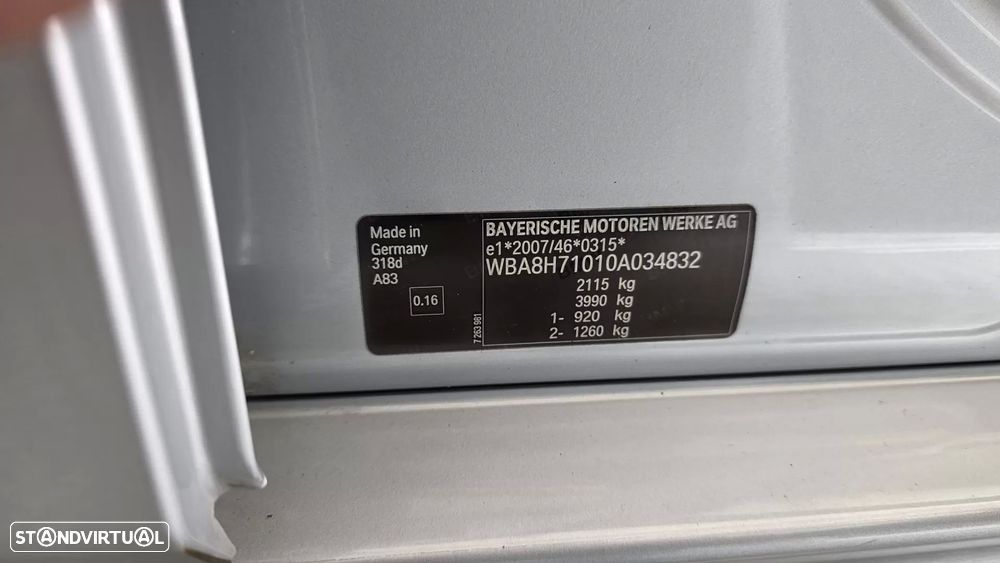 Made in
Germany
318d
A83
0.16
7 263 981
BAYERISCHE MOTOREN WERKE AG
e1*2007/46*0315*
WBA8H71010A034832
2115 kg
3990 kg
1- 920 kg
2- 1260 kg
STANDVIRTUAL